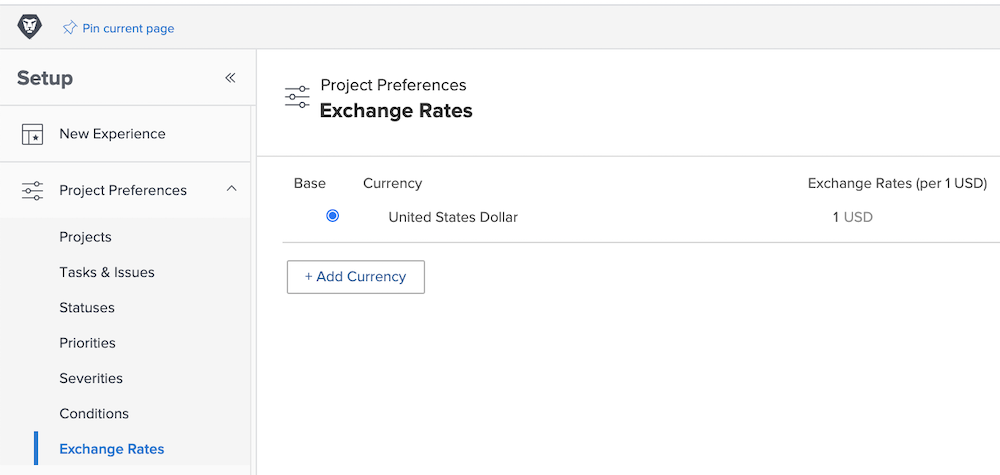 Pin current page
Setup
New Experience
Project Preferences
Projects
Tasks & Issues
Statuses
Priorities
Severities
Conditions
Exchange Rates
Project Preferences
Exchange Rates
Base Currency Exchange Rates (per 1 USD)
United States Dollar 1 USD
+ Add Currency